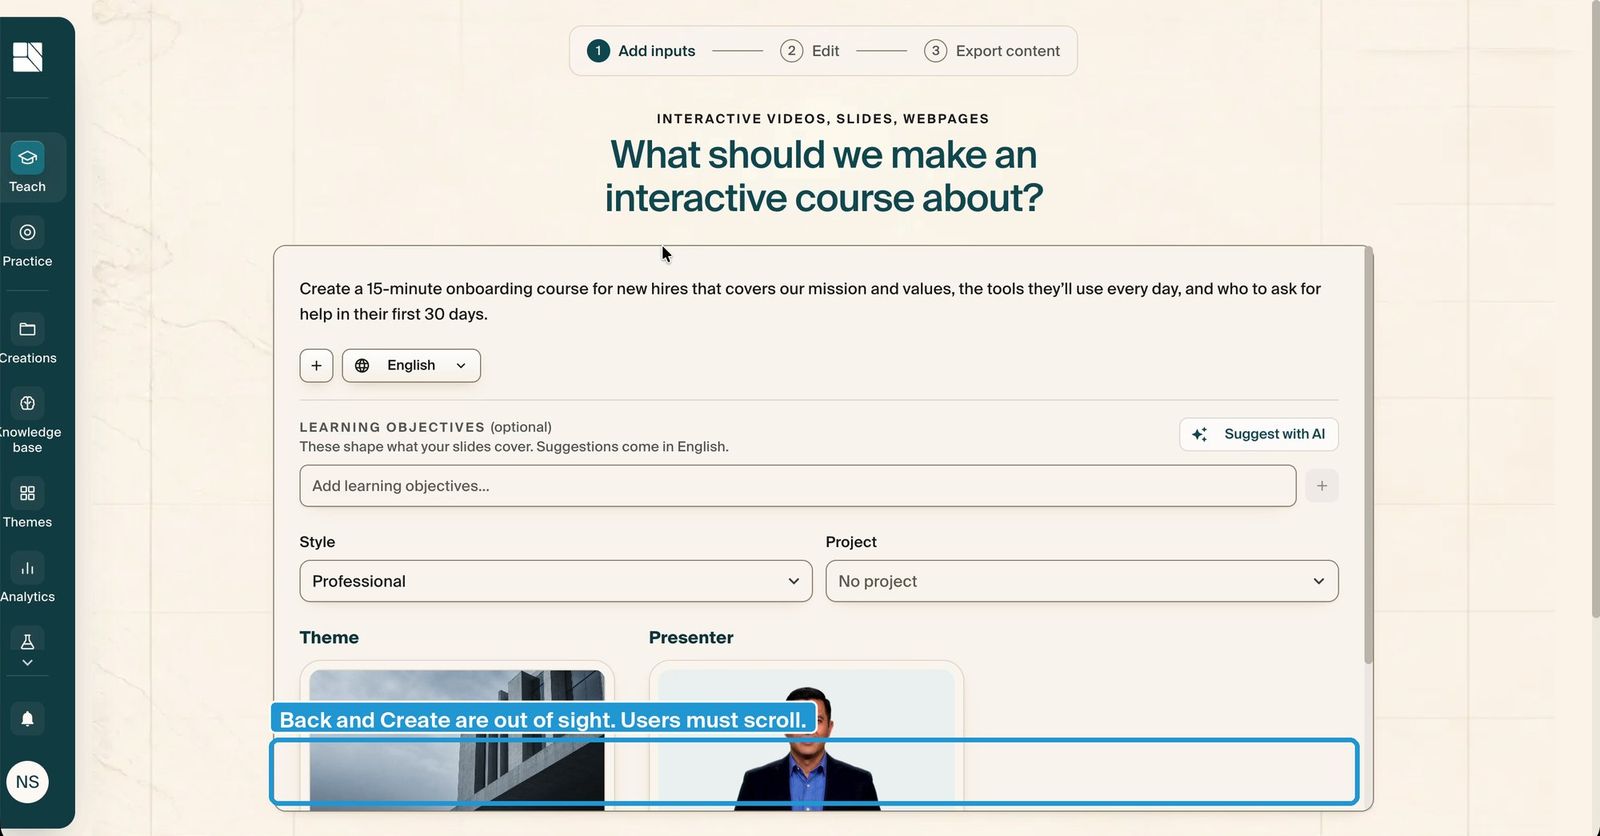 1 Add inputs
2 Edit
3 Export content
INTERACTIVE VIDEOS, SLIDES, WEBPAGES
What should we make an
interactive course about?
Teach
Practice
Creations
Knowledge
base
Themes
Analytics
NS
Create a 15-minute onboarding course for new hires that covers our mission and values, the tools they'll use every day, and who to ask for
help in their first 30 days.
+
English
LEARNING OBJECTIVES (optional)
These shape what your slides cover. Suggestions come in English.
Suggest with AI
Add learning objectives...
+
Style
Project
Professional
No project
Theme
Presenter
Back and Create are out of sight. Users must scroll.